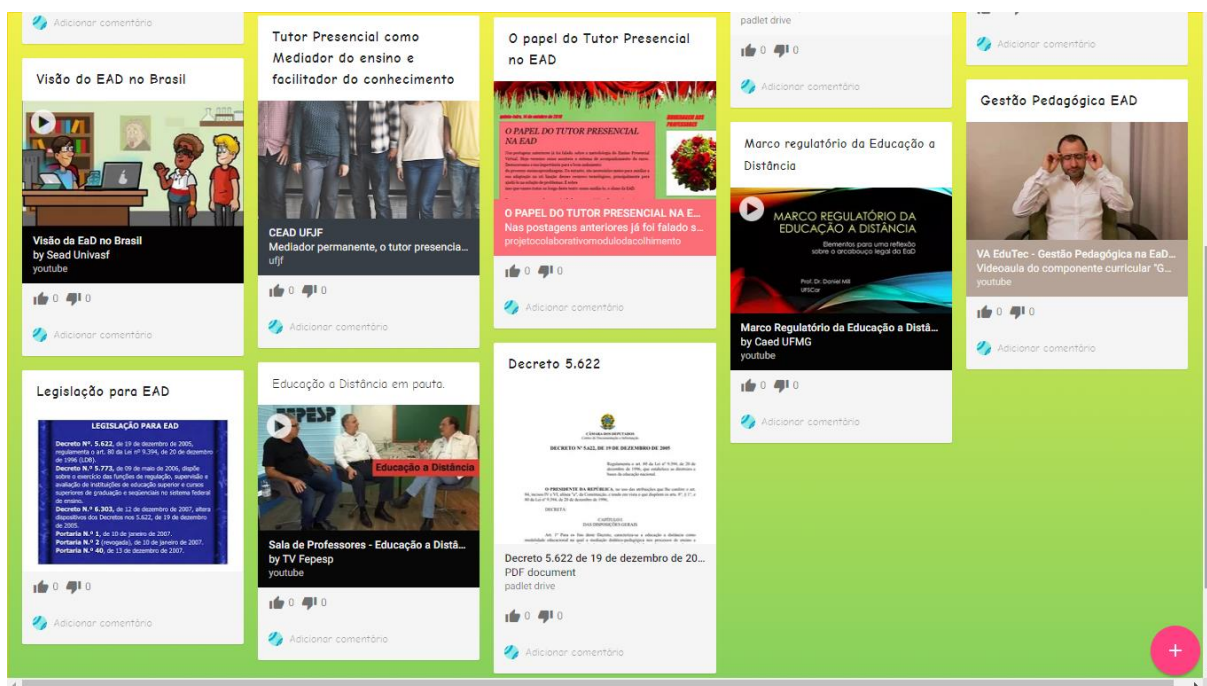 Adicionar comentário
Visão do EAD no Brasil
Visão da EaD no Brasil
by Sead Univasf
youtube
0 0
Adicionar comentário
Legislação para EAD
LEGISLAÇÃO PARA EAD
Decreto Nº. 5.622, de 19 de dezembro de 2005,
regulamenta o art. 80 da Lei nº 9.394, de 20 de dezembro
de 1996 (LDB).
Decreto N.º 5.773, de 09 de maio de 2006, dispõe
sobre o exercício das funções de regulação, supervisão e
avaliação de instituições de educação superior e cursos
superiores de graduação e seqüenciais no sistema federal
de ensino.
Decreto N.º 6.303, de 12 de dezembro de 2007, altera
dispositivos dos Decretos nos 5.622, de 19 de dezembro
de 2005.
Portaria N.º 1, de 10 de janeiro de 2007.
Portaria N.º 2 (revogada), de 10 de janeiro de 2007.
Portaria N.º 40, de 13 de dezembro de 2007.
0 0
Adicionar comentário
Tutor Presencial como
Mediador do ensino e
facilitador do conhecimento
CEAD UFJF
Mediador permanente, o tutor presencia...
ufjf
0 0
Adicionar comentário
Educação a Distância em pauta.
FEPESP
Educação a Distância
Sala de Professores - Educação a Distâ...
by TV Fepesp
youtube
0 0
Adicionar comentário
O papel do Tutor Presencial
no EAD
O PAPEL DO TUTOR PRESENCIAL
NA EAD
O PAPEL DO TUTOR PRESENCIAL NA E...
Nas postagens anteriores já foi falado s...
projetocolaborativomodulodacolhimento
0 0
Adicionar comentário
Decreto 5.622
CÂMARA DOS DEPUTADOS
DECRETO Nº 5.622, DE 19 DE DEZEMBRO DE 2005
Decreto 5.622 de 19 de dezembro de 20...
PDF document
padlet drive
0 0
Adicionar comentário
padlet drive
0 0
Adicionar comentário
Marco regulatório da Educação a
Distância
MARCO REGULATÓRIO DA
EDUCAÇÃO A DISTÂNCIA
Elementos para uma reflexão
sobre o arcabouço legal da EaD
Prof. Dr. Daniel Mill
UFSCar
Marco Regulatório da Educação a Distâ...
by Caed UFMG
youtube
0 0
Adicionar comentário
Adicionar comentário
Gestão Pedagógica EAD
VA EduTec - Gestão Pedagógica na EaD...
Videoaula do componente curricular "G...
youtube
0 0
Adicionar comentário
+